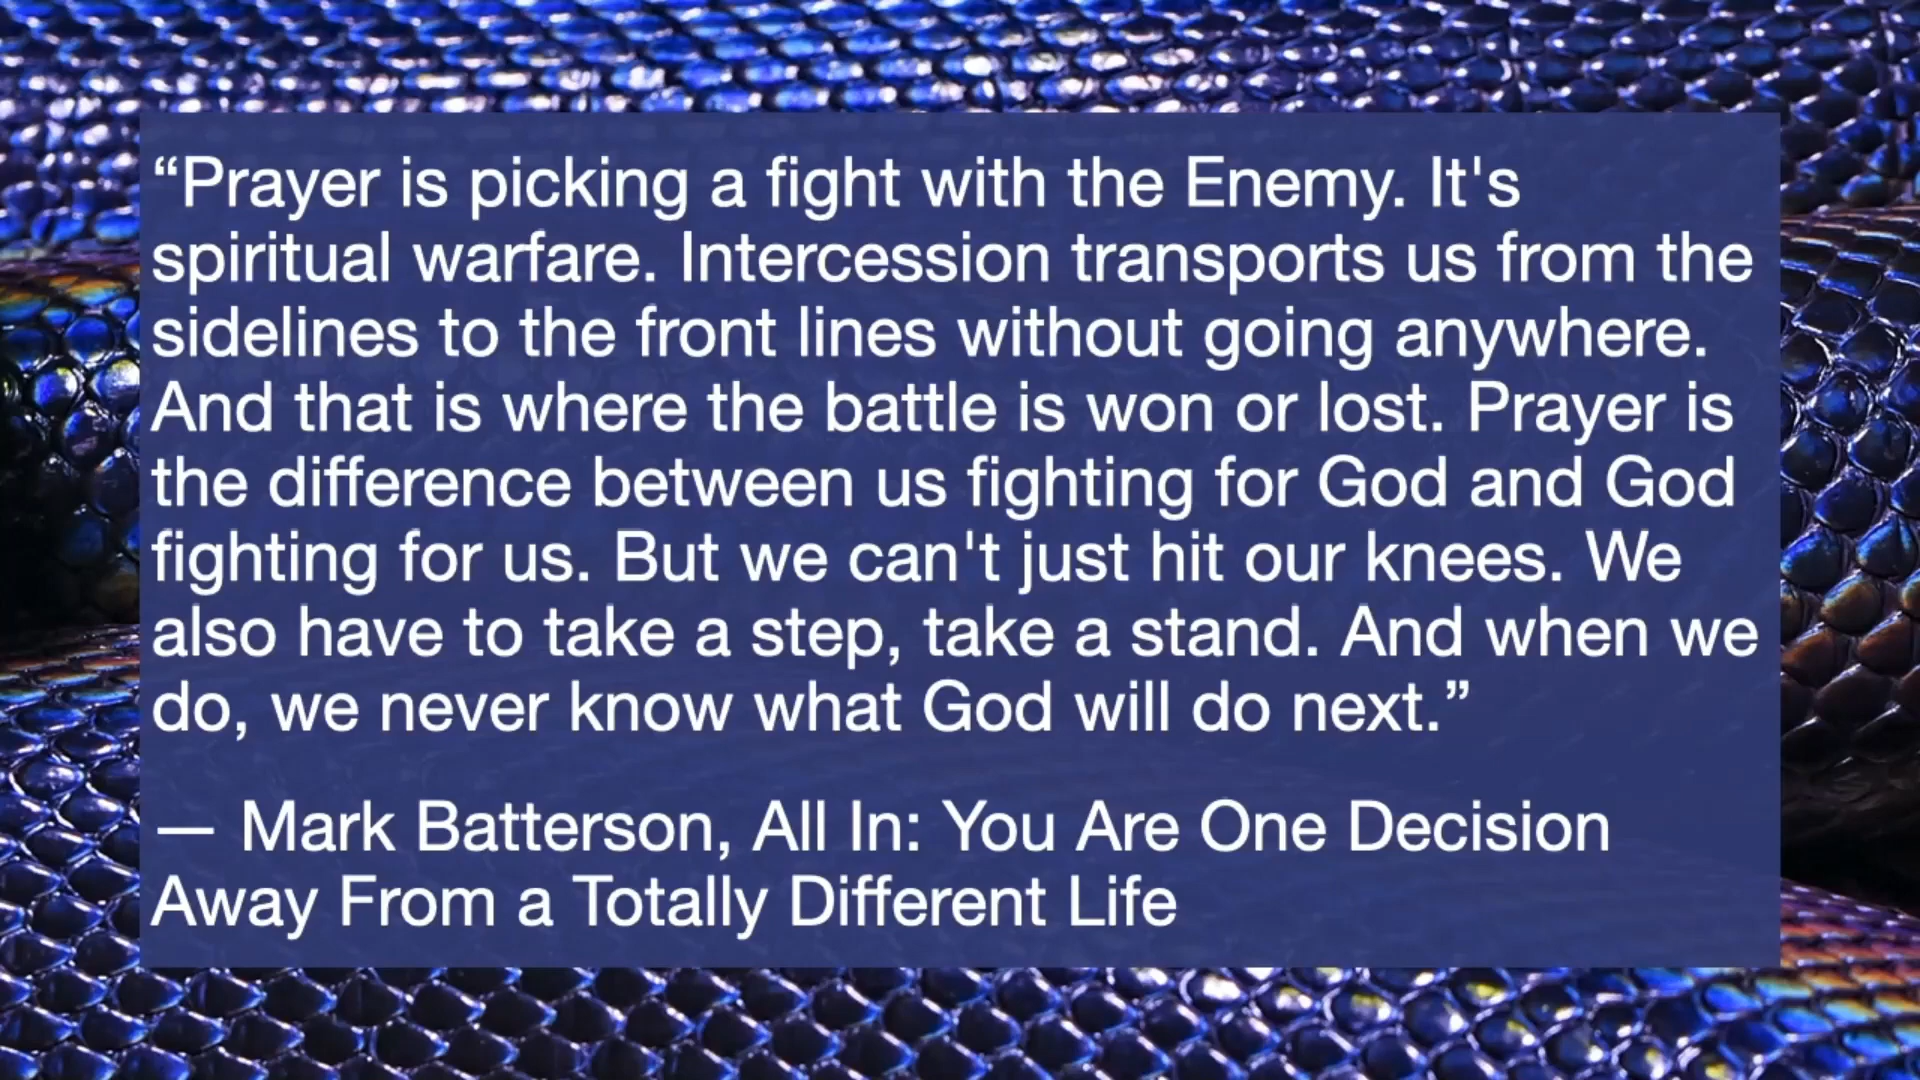 “Prayer is picking a fight with the Enemy. It's
spiritual warfare. Intercession transports us from the
sidelines to the front lines without going anywhere.
And that is where the battle is won or lost. Prayer is
the difference between us fighting for God and God
fighting for us. But we can't just hit our knees. We
also have to take a step, take a stand. And when we
do, we never know what God will do next.”
— Mark Batterson, All In: You Are One Decision
Away From a Totally Different Life